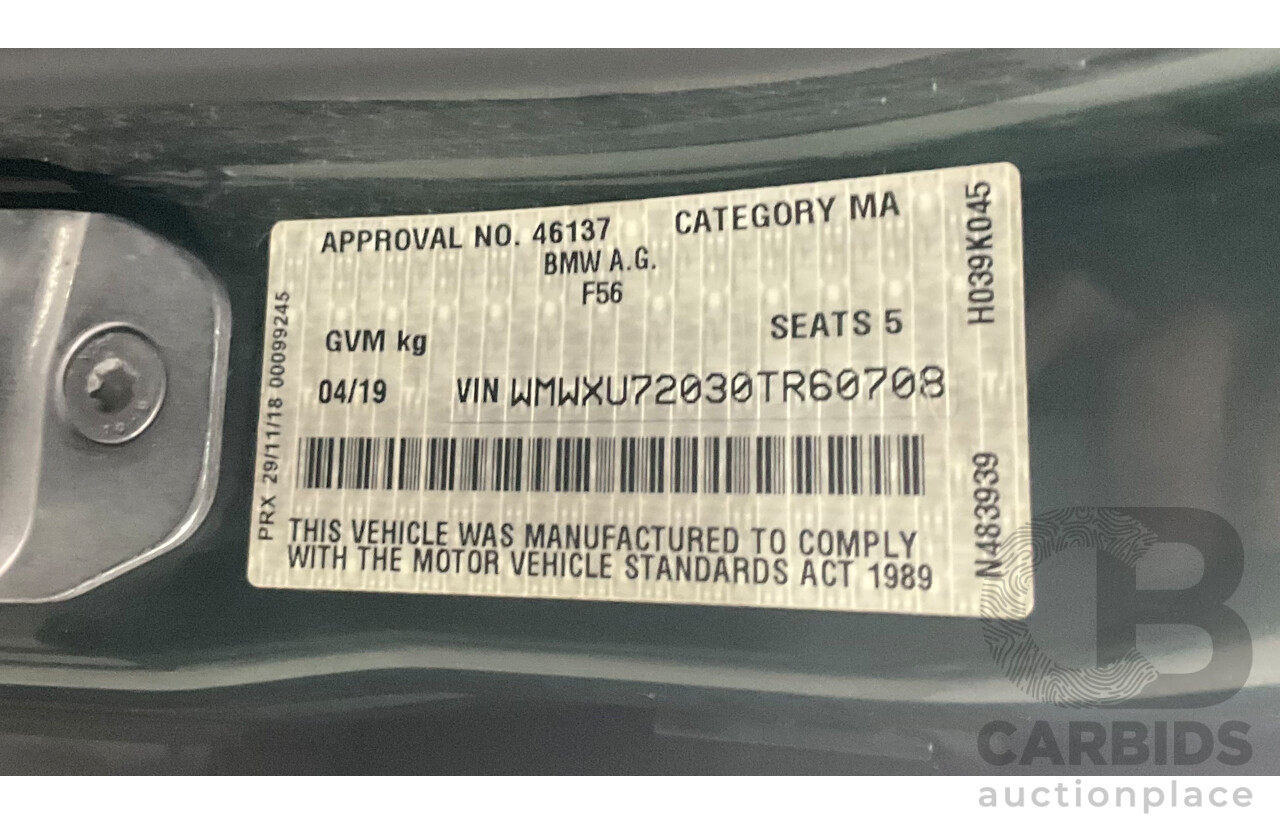 APPROVAL NO. 46137 CATEGORY MA
BMW A.G.
F56
GVM kg SEATS 5
04/19 VIN WMWXU72030TR60708
THIS VEHICLE WAS MANUFACTURED TO COMPLY
WITH THE MOTOR VEHICLE STANDARDS ACT 1989
PRX 29/11/18 00099245
H039K045
N483939
CB
CARBIDS
auctionplace